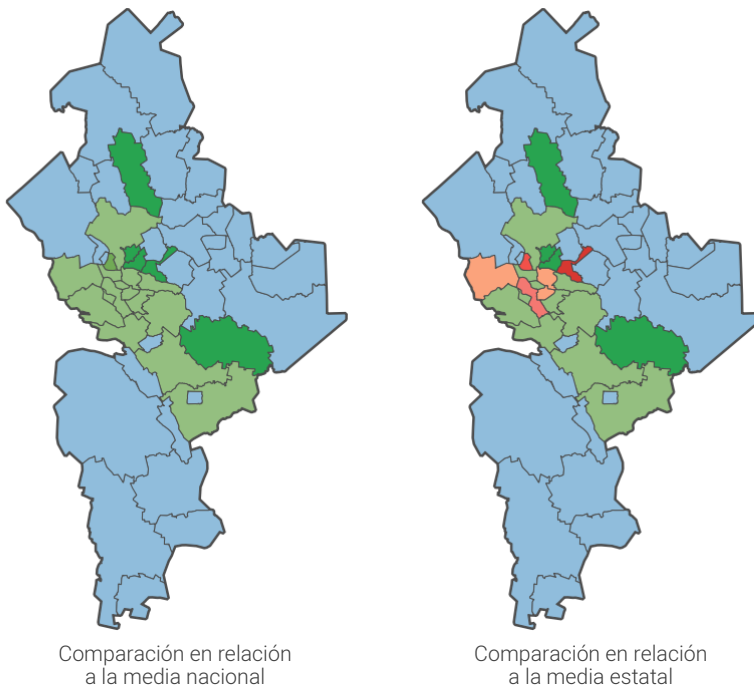 Comparación en relación
a la media nacional
Comparación en relación
a la media estatal